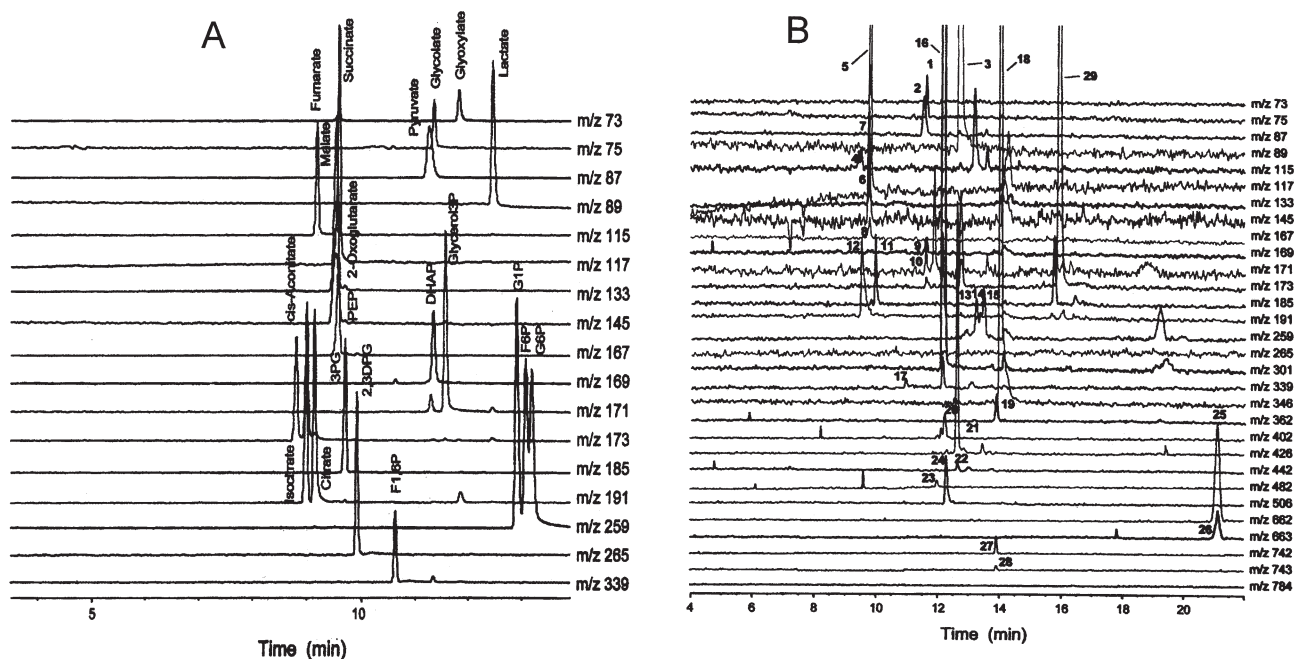 A
Fumarate
Malate
Succinate
2-Oxoglutarate
Pyruvate
Glycolate
Glyoxylate
Lactate
cis-Aconitate
PEP
DHAP
Glycerol3P
G1P
F6P
G6P
3PG
2,3DPG
Isocitrate
Citrate
F1,6P
m/z 73
m/z 75
m/z 87
m/z 89
m/z 115
m/z 117
m/z 133
m/z 145
m/z 167
m/z 169
m/z 171
m/z 173
m/z 185
m/z 191
m/z 259
m/z 265
m/z 339
5 10
Time (min)
B
16
5 1 3 18 29
2
7
4
6
8
12 11 9
10
13 14 15
17
19
20 25
21
24 22
23
26
27
28
m/z 73
m/z 75
m/z 87
m/z 89
m/z 115
m/z 117
m/z 133
m/z 145
m/z 167
m/z 169
m/z 171
m/z 173
m/z 185
m/z 191
m/z 259
m/z 265
m/z 301
m/z 339
m/z 346
m/z 362
m/z 402
m/z 426
m/z 442
m/z 482
m/z 506
m/z 662
m/z 663
m/z 742
m/z 743
m/z 784
4 6 8 10 12 14 16 18 20
Time (min)